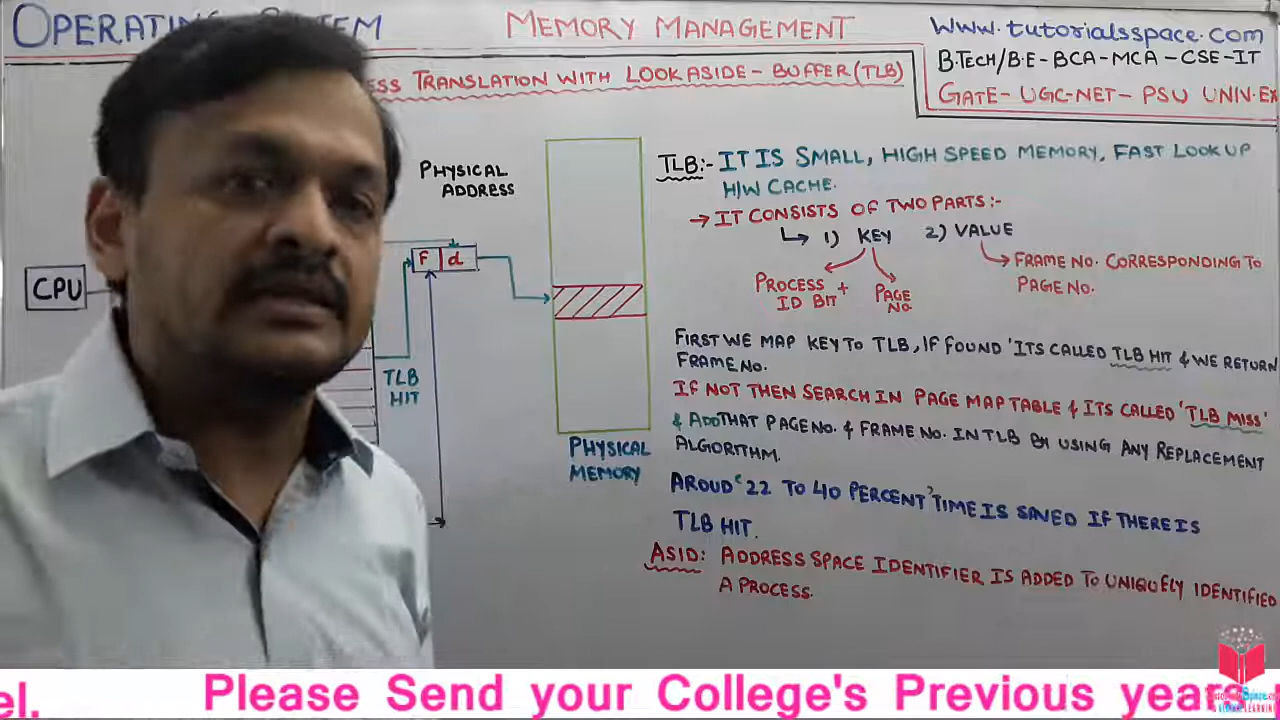 OPERATING SYSTEM
MEMORY MANAGEMENT
www.tutorialsspace.com
B.TECH/B.E-BCA-MCA-CSE-IT
GATE-UGC-NET-PSU UNIV.EX
ESS TRANSLATION WITH LOOKASIDE-BUFFER(TLB)
PHYSICAL
ADDRESS
CPU
F d
TLB
HIT
PHYSICAL
MEMORY
TLB:- IT IS SMALL, HIGH SPEED MEMORY, FAST LOOKUP
H/W CACHE.
→ IT CONSISTS OF TWO PARTS:-
↳ 1) KEY 2) VALUE
PROCESS +
ID BIT
PAGE
NO.
FRAME NO. CORRESPONDING TO
PAGE NO.
FIRST WE MAP KEY TO TLB, IF FOUND 'ITS CALLED TLB HIT & WE RETURN
FRAME NO.
IF NOT THEN SEARCH IN PAGE MAP TABLE & ITS CALLED 'TLB MISS'
& ADD THAT PAGE NO. & FRAME NO. IN TLB BY USING ANY REPLACEMENT
ALGORITHM.
AROUD '22 TO 40 PERCENT' TIME IS SAVED IF THERE IS
TLB HIT.
ASID: ADDRESS SPACE IDENTIFIER IS ADDED TO UNIQUELY IDENTIFIED
A PROCESS.
el. Please Send your College's Previous year